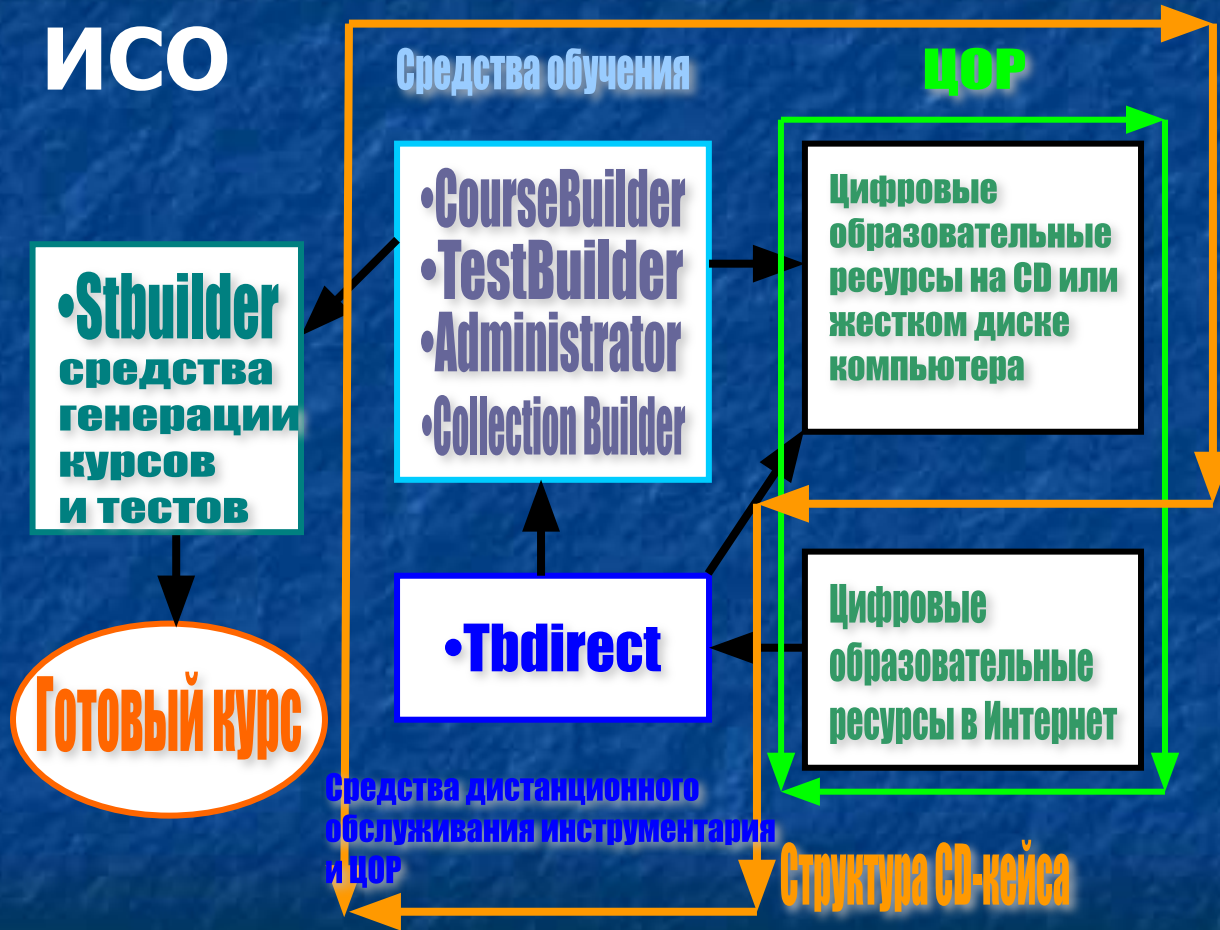 ИСО
Средства обучения
ЦОР
•CourseBuilder
•TestBuilder
•Administrator
•Collection Builder
Цифровые
образовательные
ресурсы на CD или
жестком диске
компьютера
•Stbuilder
средства
генерации
курсов
и тестов
•Tbdirect
Цифровые
образовательные
ресурсы в Интернет
Готовый курс
Средства дистанционного
обслуживания инструментария
и ЦОР
Структура CD-кейса